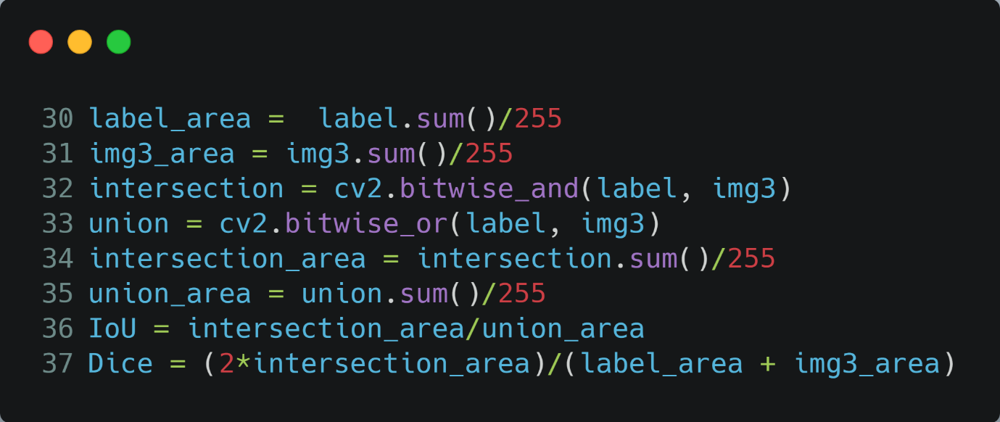 30 label_area =  label.sum()/255
31 img3_area = img3.sum()/255
32 intersection = cv2.bitwise_and(label, img3)
33 union = cv2.bitwise_or(label, img3)
34 intersection_area = intersection.sum()/255
35 union_area = union.sum()/255
36 IoU = intersection_area/union_area
37 Dice = (2*intersection_area)/(label_area + img3_area)